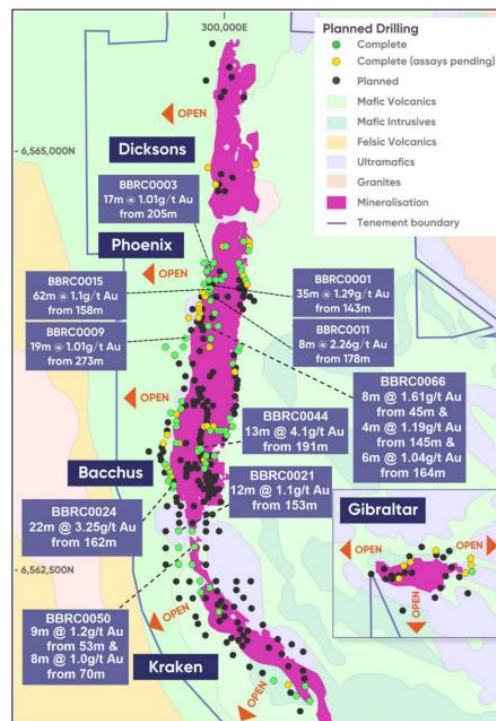 300,000E
Planned Drilling
Complete
Complete (assays pending)
Planned
Mafic Volcanics
Mafic Intrusives
Felsic Volcanics
Ultramafics
Granites
Mineralisation
Tenement boundary
OPEN
6,565,000N
Dicksons
BBRC0003
17m @ 1.01g/t Au
from 205m
Phoenix
OPEN
BBRC0015
62m @ 1.1g/t Au
from 158m
BBRC0001
35m @ 1.29g/t Au
from 143m
BBRC0009
19m @ 1.01g/t Au
from 273m
BBRC0011
8m @ 2.26g/t Au
from 178m
BBRC0066
8m @ 1.61g/t Au
from 45m &
4m @ 1.19g/t Au
from 145m &
6m @ 1.04g/t Au
from 164m
OPEN
BBRC0044
13m @ 4.1g/t Au
from 191m
Bacchus
BBRC0021
12m @ 1.1g/t Au
from 153m
BBRC0024
22m @ 3.25g/t Au
from 162m
Gibraltar
OPEN
OPEN
OPEN
6,562,500N
BBRC0050
9m @ 1.2g/t Au
from 53m &
8m @ 1.0g/t Au
from 70m
OPEN
Kraken
OPEN